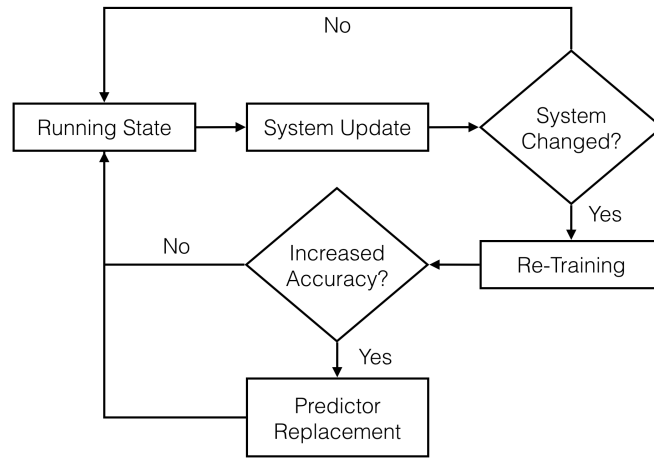 No
Running State
System Update
System
Changed?
Yes
Re-Training
No
Increased
Accuracy?
Yes
Predictor
Replacement